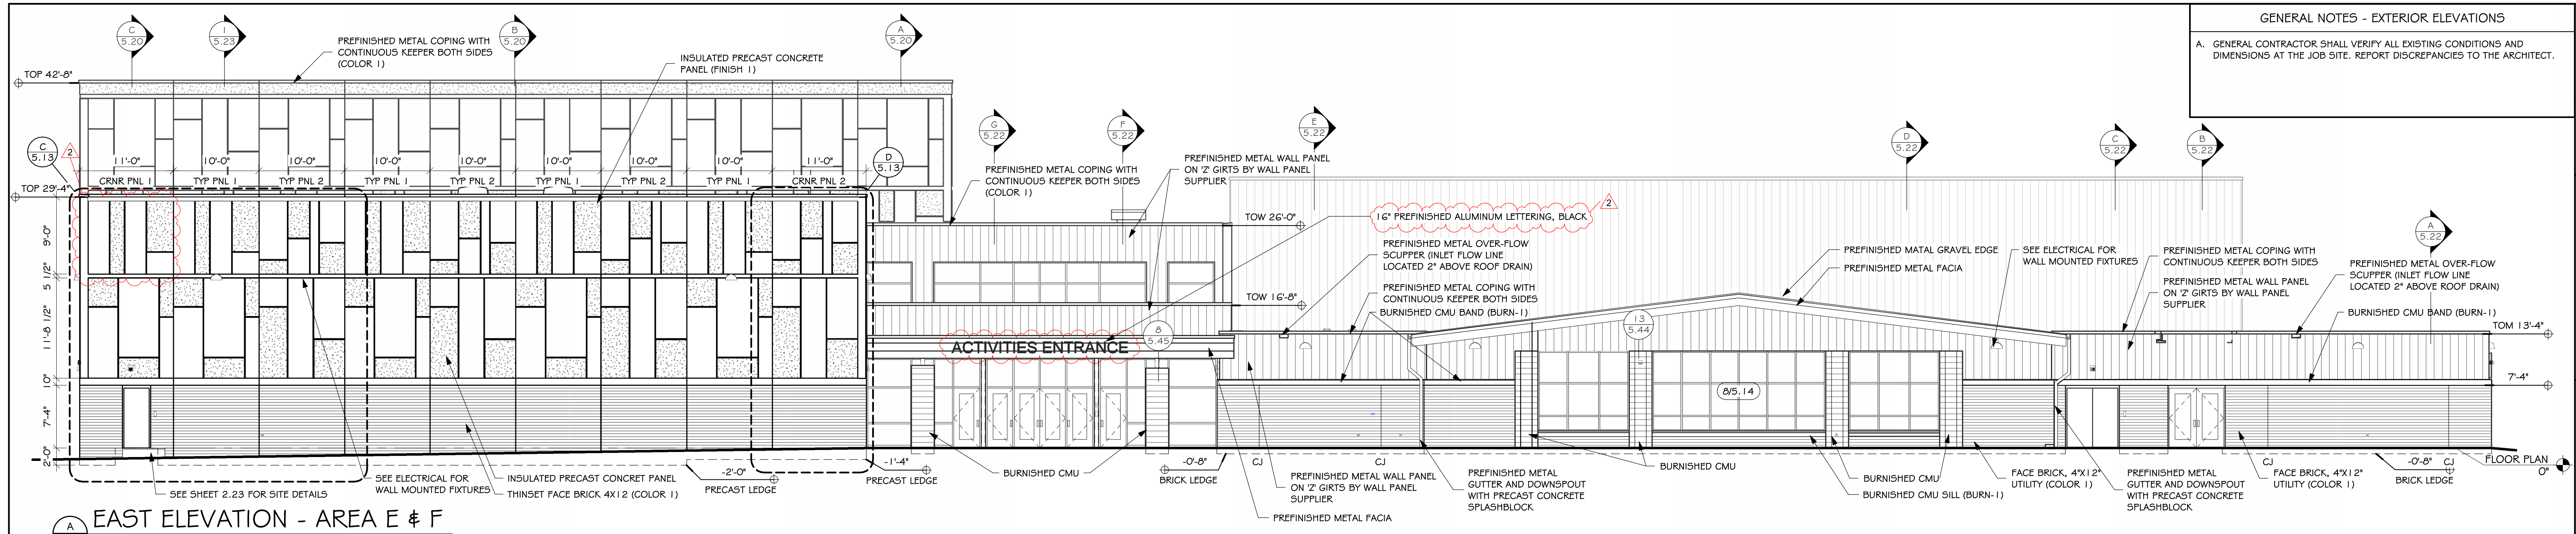 GENERAL NOTES - EXTERIOR ELEVATIONS
A. GENERAL CONTRACTOR SHALL VERIFY ALL EXISTING CONDITIONS AND
DIMENSIONS AT THE JOB SITE. REPORT DISCREPANCIES TO THE ARCHITECT.
C
5.20
1
5.23
B
5.20
A
5.20
PREFINISHED METAL COPING WITH
CONTINUOUS KEEPER BOTH SIDES
(COLOR 1)
INSULATED PRECAST CONCRETE
PANEL (FINISH 1)
TOP 42'-8"
G
5.22
F
5.22
E
5.22
D
5.22
C
5.22
B
5.22
A
5.22
C
5.13
2
11'-0"
10'-0"
10'-0"
10'-0"
10'-0"
10'-0"
10'-0"
10'-0"
11'-0"
D
5.13
CRNR PNL 1
TYP PNL 1
TYP PNL 2
TYP PNL 1
TYP PNL 2
TYP PNL 1
TYP PNL 2
TYP PNL 1
CRNR PNL 2
TOP 29'-4"
PREFINISHED METAL COPING WITH
CONTINUOUS KEEPER BOTH SIDES
(COLOR 1)
PREFINISHED METAL WALL PANEL
ON 'Z' GIRTS BY WALL PANEL
SUPPLIER
TOW 26'-0"
16" PREFINISHED ALUMINUM LETTERING, BLACK
2
PREFINISHED METAL OVER-FLOW
SCUPPER (INLET FLOW LINE
LOCATED 2" ABOVE ROOF DRAIN)
PREFINISHED METAL COPING WITH
CONTINUOUS KEEPER BOTH SIDES
BURNISHED CMU BAND (BURN-1)
TOW 16'-8"
PREFINISHED MATAL GRAVEL EDGE
PREFINISHED METAL FACIA
SEE ELECTRICAL FOR
WALL MOUNTED FIXTURES
PREFINISHED METAL COPING WITH
CONTINUOUS KEEPER BOTH SIDES
PREFINISHED METAL WALL PANEL
ON 'Z' GIRTS BY WALL PANEL
SUPPLIER
PREFINISHED METAL OVER-FLOW
SCUPPER (INLET FLOW LINE
LOCATED 2" ABOVE ROOF DRAIN)
BURNISHED CMU BAND (BURN-1)
TOM 13'-4"
7'-4"
9'-0"
5 1/2"
11'-8 1/2"
10"
7'-4"
2'-0"
ACTIVITIES ENTRANCE
8
5.45
13
5.44
8/5.14
-2'-0"
PRECAST LEDGE
-1'-4"
PRECAST LEDGE
BURNISHED CMU
-0'-8"
BRICK LEDGE
CJ
CJ
CJ
CJ
SEE SHEET 2.23 FOR SITE DETAILS
SEE ELECTRICAL FOR
WALL MOUNTED FIXTURES
INSULATED PRECAST CONCRET PANEL
THINSET FACE BRICK 4X12 (COLOR 1)
PREFINISHED METAL WALL PANEL
ON 'Z' GIRTS BY WALL PANEL
SUPPLIER
PREFINISHED METAL FACIA
PREFINISHED METAL
GUTTER AND DOWNSPOUT
WITH PRECAST CONCRETE
SPLASHBLOCK
BURNISHED CMU
BURNISHED CMU
BURNISHED CMU SILL (BURN-1)
FACE BRICK, 4"X12"
UTILITY (COLOR 1)
PREFINISHED METAL
GUTTER AND DOWNSPOUT
WITH PRECAST CONCRETE
SPLASHBLOCK
FACE BRICK, 4"X12"
UTILITY (COLOR 1)
-0'-8"
BRICK LEDGE
FLOOR PLAN
0"
A
EAST ELEVATION - AREA E & F